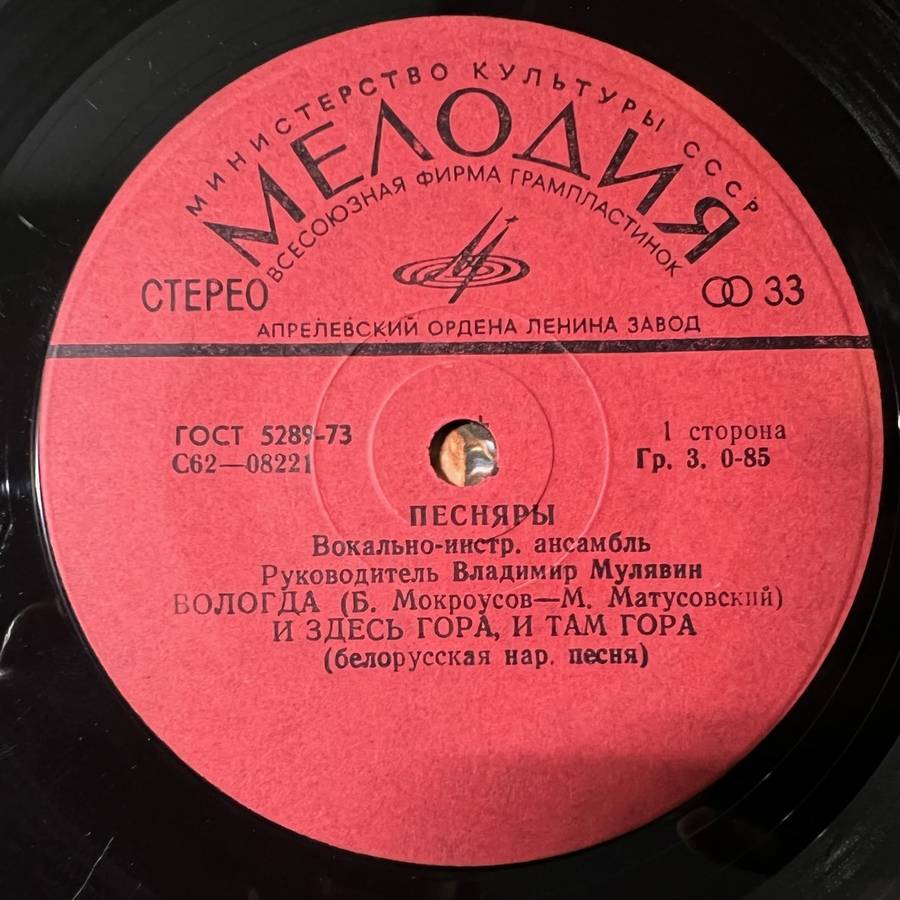 МИНИСТЕРСТВО КУЛЬТУРЫ СССР
МЕЛОДИЯ
ВСЕСОЮЗНАЯ ФИРМА ГРАМПЛАСТИНОК
СТЕРЕО
33
АПРЕЛЕВСКИЙ ОРДЕНА ЛЕНИНА ЗАВОД
ГОСТ 5289-73
1 сторона
С62—08221
Гр. 3. 0-85
ПЕСНЯРЫ
Вокально-инстр. ансамбль
Руководитель Владимир Мулявин
ВОЛОГДА (Б. Мокроусов—М. Матусовский)
И ЗДЕСЬ ГОРА, И ТАМ ГОРА
(белорусская нар. песня)